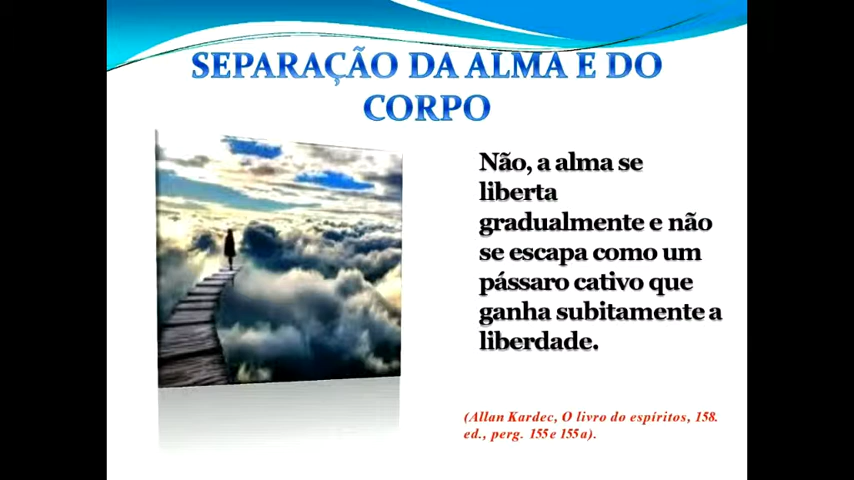 SEPARAÇÃO DA ALMA E DO
CORPO
Não, a alma se
liberta
gradualmente e não
se escapa como um
pássaro cativo que
ganha subitamente a
liberdade.
(Allan Kardec, O livro do espíritos, 158.
ed., perg. 155 e 155a).